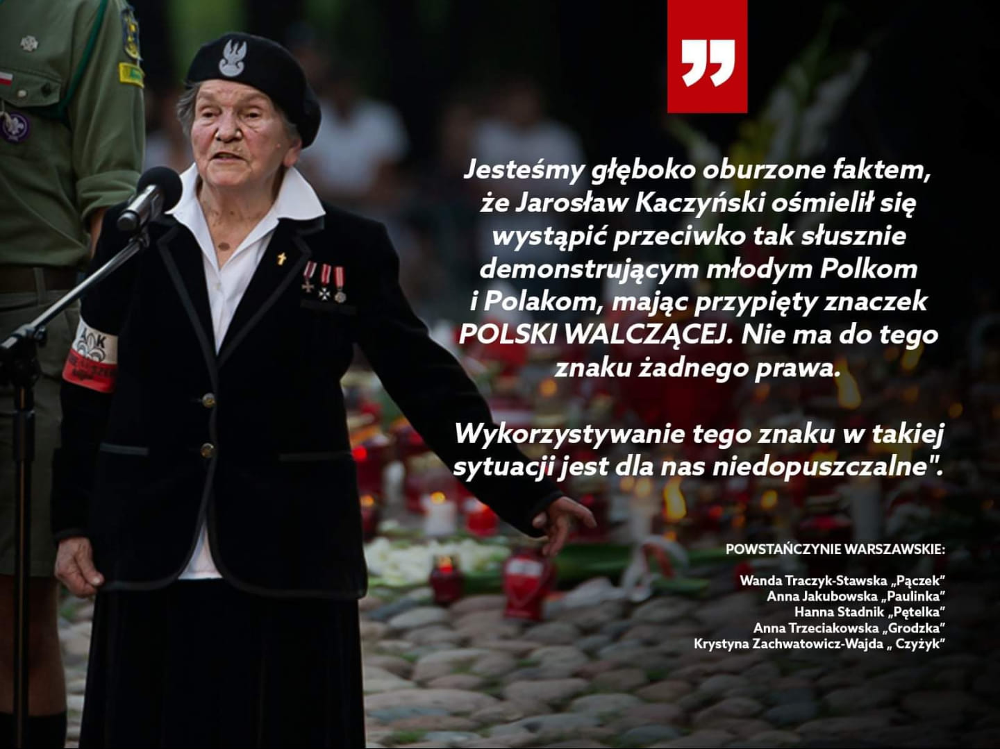 ”
Jesteśmy głęboko oburzone faktem,
że Jarosław Kaczyński ośmielił się
wystąpić przeciwko tak słusznie
demonstrującym młodym Polkom
i Polakom, mając przypięty znaczek
POLSKI WALCZĄCEJ. Nie ma do tego
znaku żadnego prawa.
Wykorzystywanie tego znaku w takiej
sytuacji jest dla nas niedopuszczalne".
POWSTAŃCZYNIE WARSZAWSKIE:
Wanda Traczyk-Stawska „Pączek”
Anna Jakubowska „Paulinka”
Hanna Stadnik „Pętelka”
Anna Trzeciakowska „Grodzka”
Krystyna Zachwatowicz-Wajda „ Czyżyk”
A K